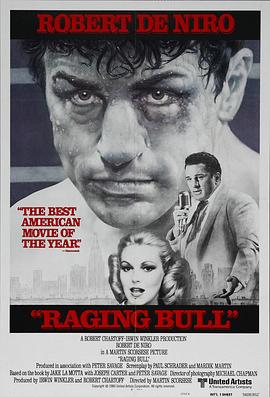 ROBERT DE NIRO
"THE BEST
AMERICAN
MOVIE OF
THE YEAR."
"RAGING BULL"
A ROBERT CHARTOFF-IRWIN WINKLER PRODUCTION
ROBERT DE NIRO
IN A MARTIN SCORSESE PICTURE
"RAGING BULL"
Produced in association with PETER SAVAGE Screenplay by PAUL SCHRADER and MARDIK MARTIN
Based on the book by JAKE LA MOTTA with JOSEPH CARTER and PETER SAVAGE Director of photography MICHAEL CHAPMAN
Produced by IRWIN WINKLER and ROBERT CHARTOFF Directed by MARTIN SCORSESE
United Artists
A Transamerica Company
INT'L 1 SHEET